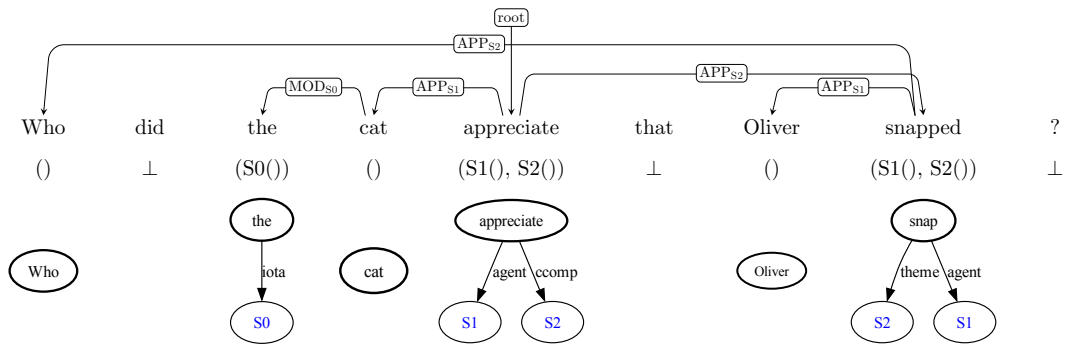 root
APP_S2
MOD_S0 APP_S1 APP_S2 APP_S1
Who did the cat appreciate that Oliver snapped ?
() ⊥ (S0()) () (S1(), S2()) ⊥ () (S1(), S2()) ⊥
the appreciate snap
Who iota cat agent ccomp Oliver theme agent
S0 S1 S2 S2 S1